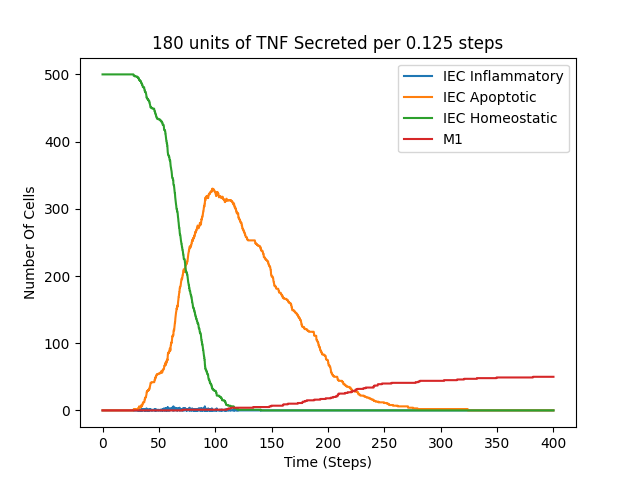 180 units of TNF Secreted per 0.125 steps
Number Of Cells
500
400
300
200
100
0
IEC Inflammatory
IEC Apoptotic
IEC Homeostatic
M1
0 50 100 150 200 250 300 350 400
Time (Steps)